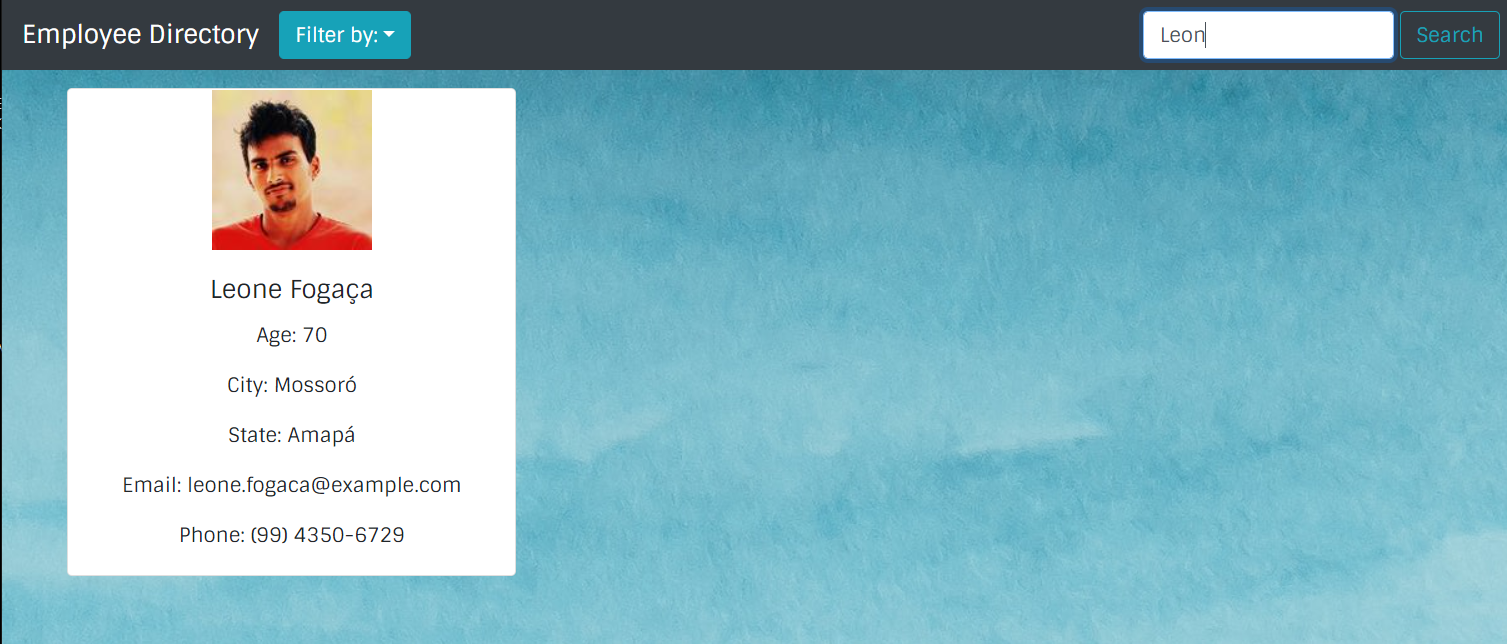 Employee Directory Filter by: Leon Search
Leone Fogaça
Age: 70
City: Mossoró
State: Amapá
Email: leone.fogaca@example.com
Phone: (99) 4350-6729